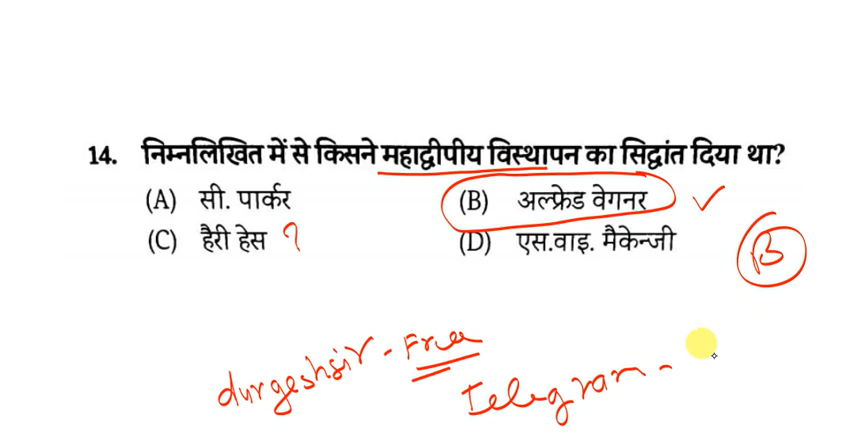 14. निम्नलिखित में से किसने महाद्वीपीय विस्थापन का सिद्धांत दिया था?
(A) सी. पार्कर (B) अल्फ्रेड वेगनर
(C) हैरी हेस ? (D) एस.वाई. मैकेन्जी
B
durgeshsir - Free
Telegram -